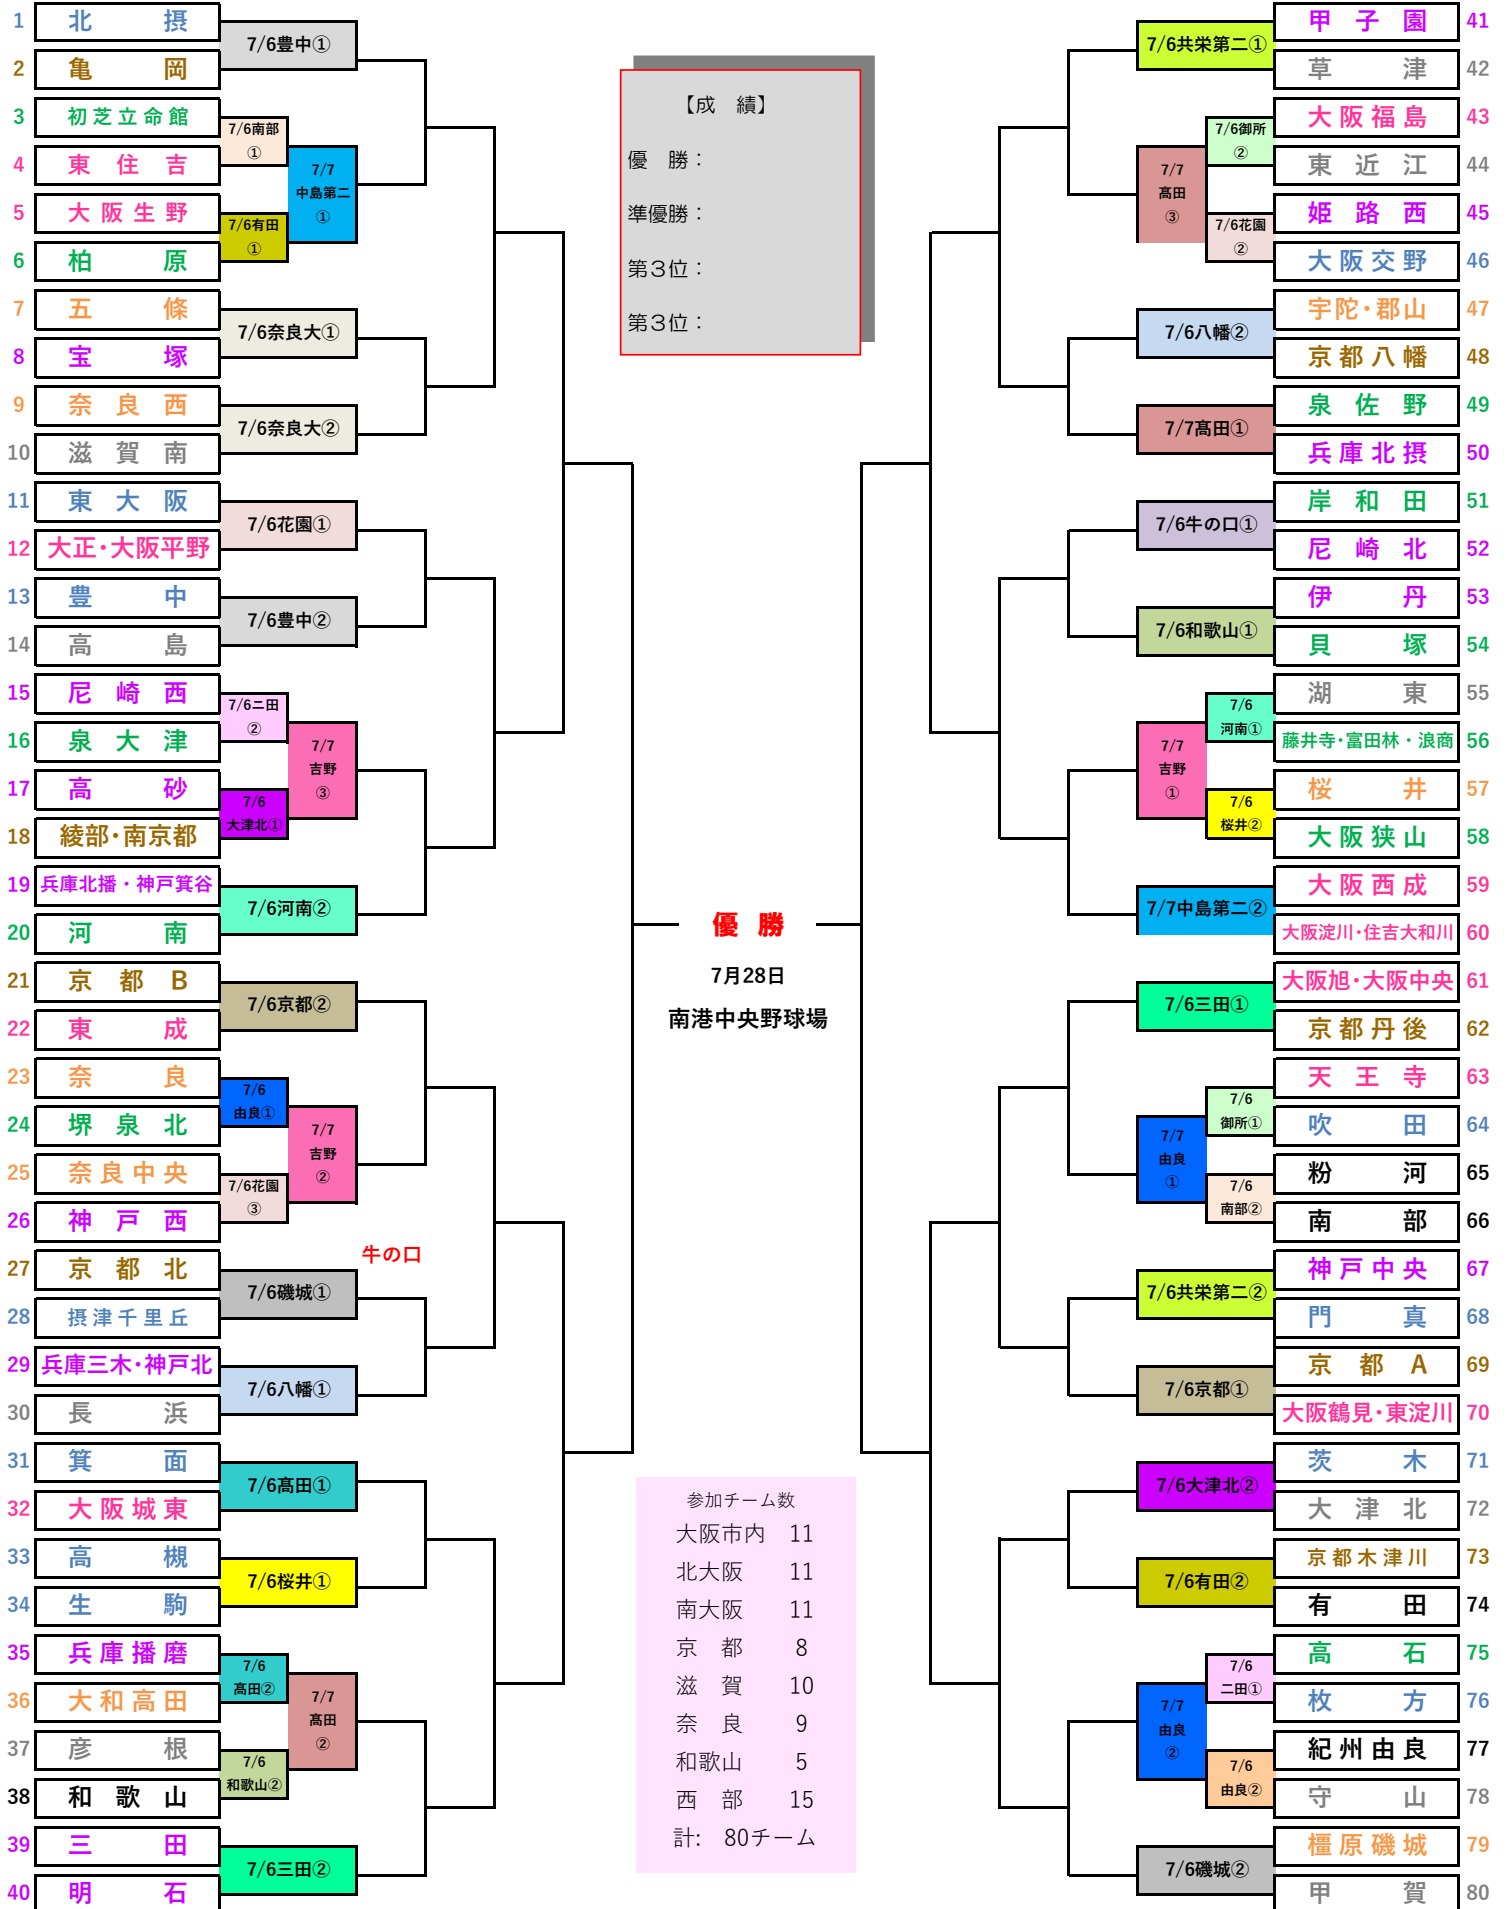 1 北摂
2 亀岡
7/6豊中①
3 初芝立命館
4 東住吉
7/6南部
①
5 大阪生野
6 柏原
7/6有田
①
7/7
中島第二
①
7 五條
8 宝塚
7/6奈良大①
9 奈良西
10 滋賀南
7/6奈良大②
11 東大阪
12 大正・大阪平野
7/6花園①
13 豊中
14 高島
7/6豊中②
15 尼崎西
16 泉大津
7/6二田
②
17 高砂
18 綾部・南京都
7/6
大津北①
7/7
吉野
③
19 兵庫北播・神戸箕谷
20 河南
7/6河南②
21 京都B
22 東成
7/6京都②
23 奈良
24 堺泉北
7/6
由良①
25 奈良中央
26 神戸西
7/6花園
③
7/7
吉野
②
牛の口
27 京都北
28 摂津千里丘
7/6磯城①
29 兵庫三木・神戸北
30 長浜
7/6八幡①
31 箕面
32 大阪城東
7/6髙田①
33 高槻
34 生駒
7/6桜井①
35 兵庫播磨
36 大和高田
7/6
髙田②
37 彦根
38 和歌山
7/6
和歌山②
7/7
髙田
②
39 三田
40 明石
7/6三田②
【成　績】
優　勝：
準優勝：
第３位：
第３位：
優勝
7月28日
南港中央野球場
参加チーム数
大阪市内 11
北大阪 11
南大阪 11
京　都 8
滋　賀 10
奈　良 9
和歌山 5
西　部 15
計: 80チーム
甲子園 41
草津 42
7/6共栄第二①
大阪福島 43
東近江 44
7/6御所
②
姫路西 45
大阪交野 46
7/6花園
②
7/7
髙田
③
宇陀・郡山 47
京都八幡 48
7/6八幡②
泉佐野 49
兵庫北摂 50
7/7髙田①
岸和田 51
尼崎北 52
7/6牛の口①
伊丹 53
貝塚 54
7/6和歌山①
湖東 55
藤井寺・富田林・浪商 56
7/6
河南①
桜井 57
大阪狭山 58
7/6
桜井②
7/7
吉野
①
大阪西成 59
大阪淀川・住吉大和川 60
7/7中島第二②
大阪旭・大阪中央 61
京都丹後 62
7/6三田①
天王寺 63
吹田 64
7/6
御所①
粉河 65
南部 66
7/6
南部②
7/7
由良
①
神戸中央 67
門真 68
7/6共栄第二②
京都A 69
大阪鶴見・東淀川 70
7/6京都①
茨木 71
大津北 72
7/6大津北②
京都木津川 73
有田 74
7/6有田②
高石 75
枚方 76
7/6
二田①
紀州由良 77
守山 78
7/6
由良②
7/7
由良
②
橿原磯城 79
甲賀 80
7/6磯城②